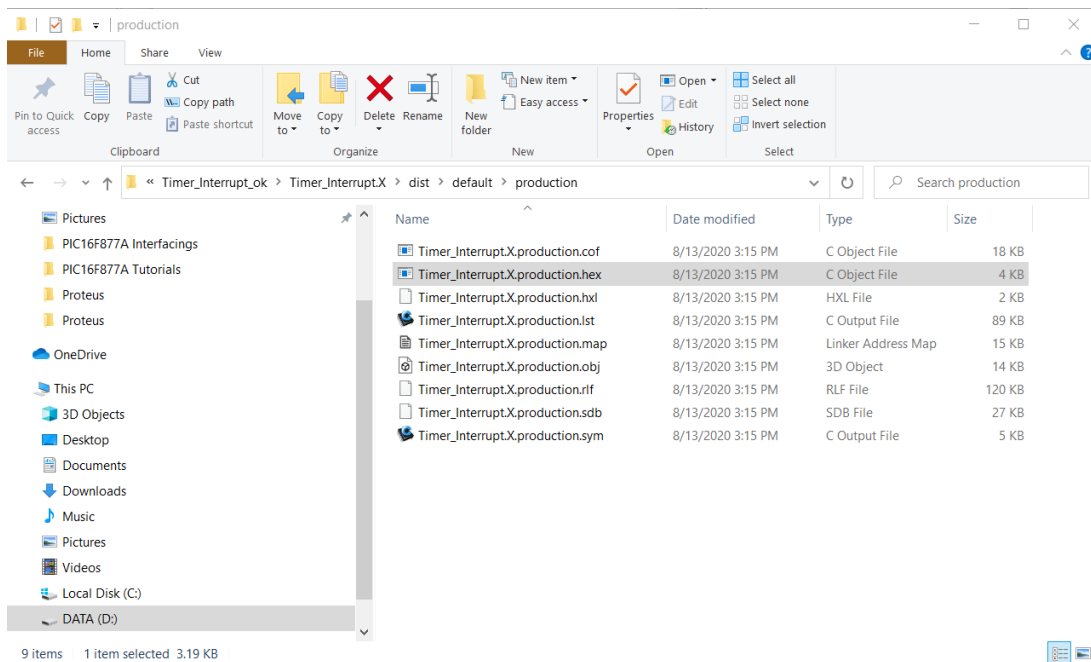 production
File Home Share View
Pin to Quick access
Copy
Paste
Cut
Copy path
Paste shortcut
Clipboard
Move to
Copy to
Delete
Rename
Organize
New folder
New item
Easy access
New
Properties
Open
Edit
History
Open
Select all
Select none
Invert selection
Select
« Timer_Interrupt_ok > Timer_Interrupt.X > dist > default > production
Search production
Pictures
PIC16F877A Interfacings
PIC16F877A Tutorials
Proteus
Proteus
OneDrive
This PC
3D Objects
Desktop
Documents
Downloads
Music
Pictures
Videos
Local Disk (C:)
DATA (D:)
Name Date modified Type Size
Timer_Interrupt.X.production.cof 8/13/2020 3:15 PM C Object File 18 KB
Timer_Interrupt.X.production.hex 8/13/2020 3:15 PM C Object File 4 KB
Timer_Interrupt.X.production.hxl 8/13/2020 3:15 PM HXL File 2 KB
Timer_Interrupt.X.production.lst 8/13/2020 3:15 PM C Output File 89 KB
Timer_Interrupt.X.production.map 8/13/2020 3:15 PM Linker Address Map 15 KB
Timer_Interrupt.X.production.obj 8/13/2020 3:15 PM 3D Object 14 KB
Timer_Interrupt.X.production.rlf 8/13/2020 3:15 PM RLF File 120 KB
Timer_Interrupt.X.production.sdb 8/13/2020 3:15 PM SDB File 27 KB
Timer_Interrupt.X.production.sym 8/13/2020 3:15 PM C Output File 5 KB
9 items 1 item selected 3.19 KB